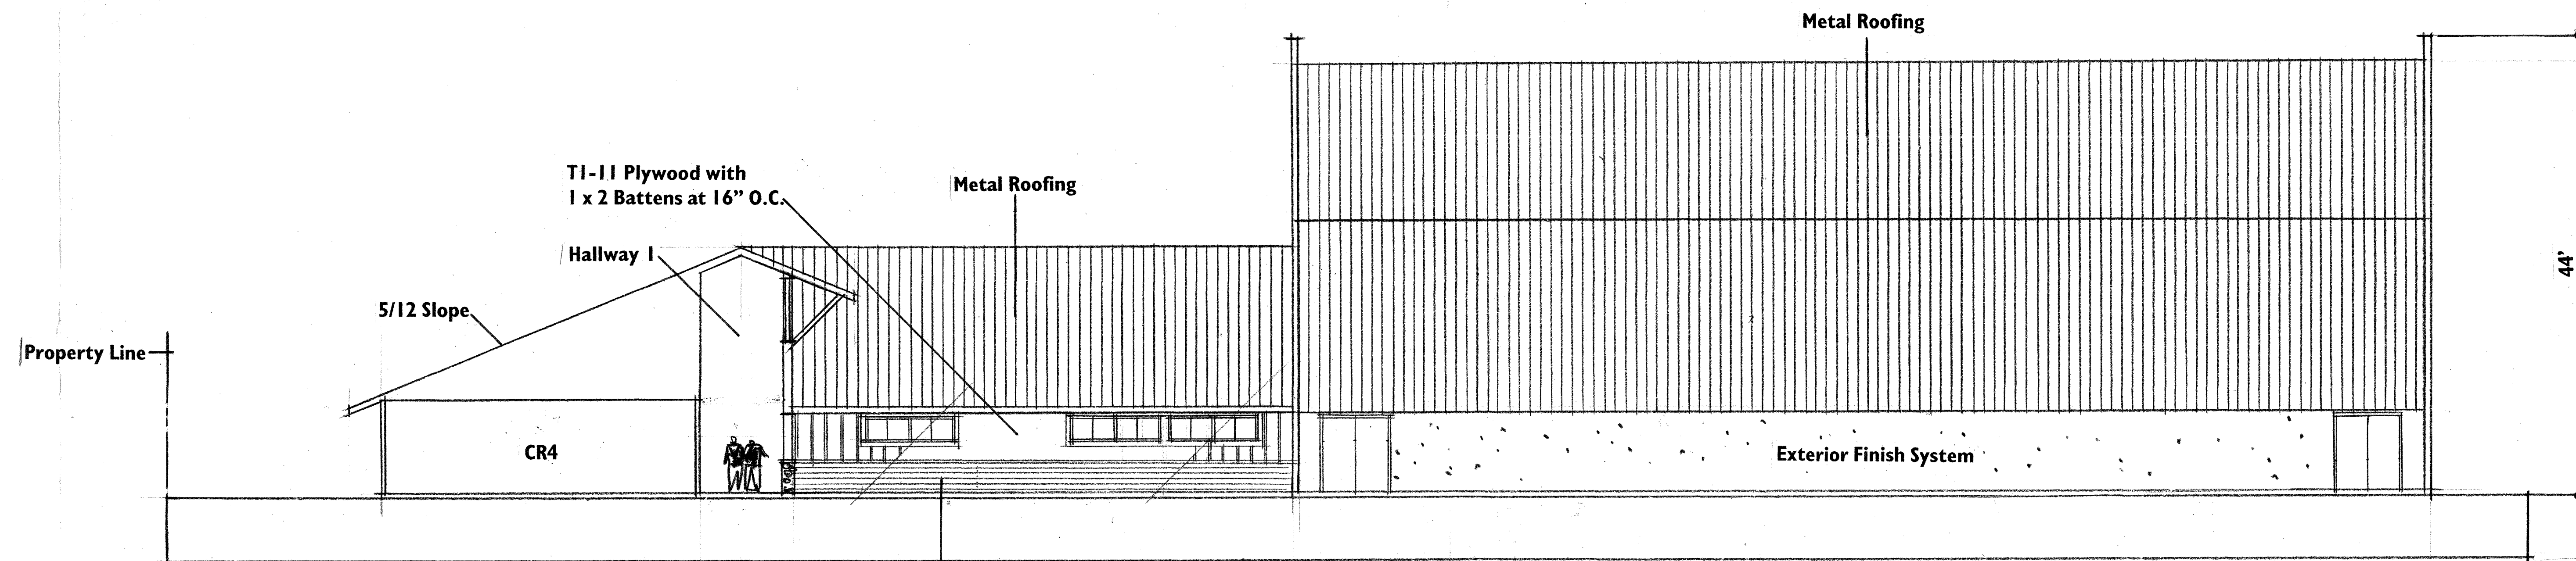 Metal Roofing
T1-11 Plywood with
1 x 2 Battens at 16” O.C.
Metal Roofing
Hallway 1
5/12 Slope
Property Line
44’
CR4
Exterior Finish System